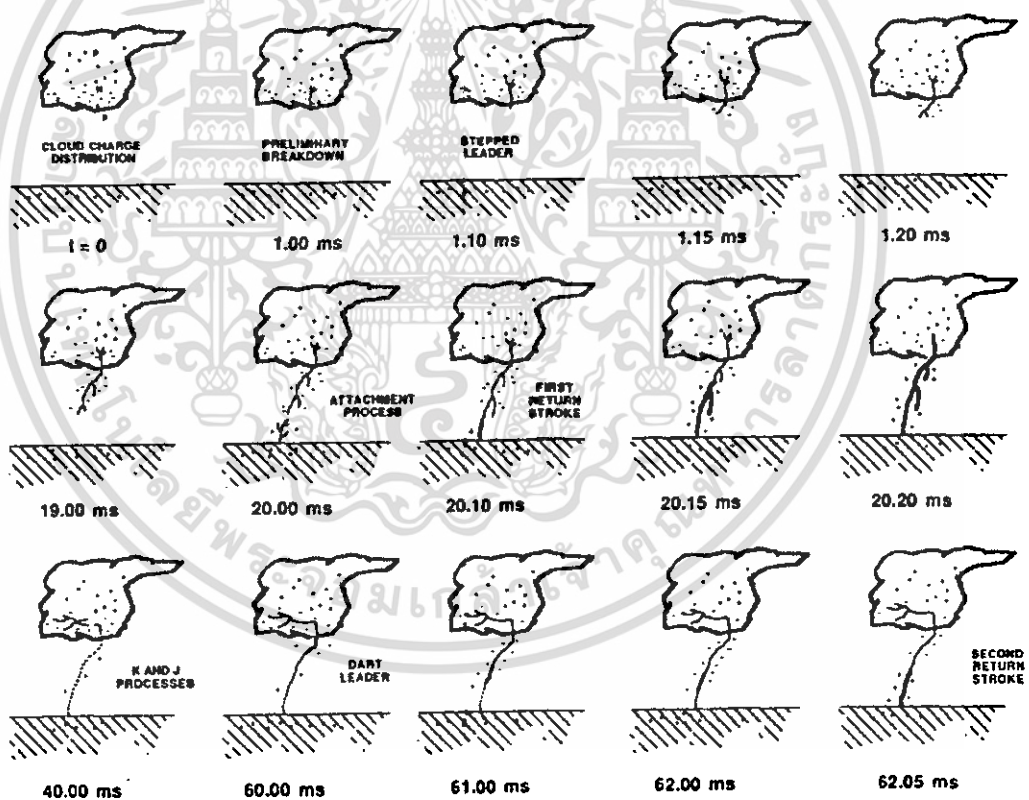 CLOUD CHARGE
DISTRIBUTION
PRELIMINARY
BREAKDOWN
STEPPED
LEADER
t = 0
1.00 ms
1.10 ms
1.15 ms
1.20 ms
ATTACHMENT
PROCESS
FIRST
RETURN
STROKE
19.00 ms
20.00 ms
20.10 ms
20.15 ms
20.20 ms
K AND J
PROCESSES
DART
LEADER
SECOND
RETURN
STROKE
40.00 ms
60.00 ms
61.00 ms
62.00 ms
62.05 ms